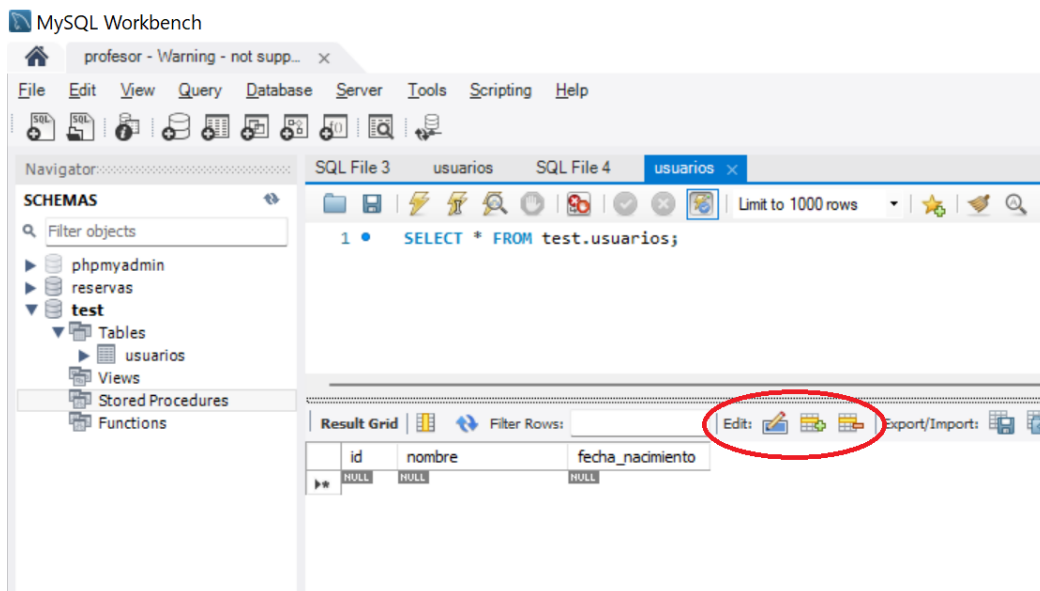 MySQL Workbench
profesor - Warning - not supp...
File Edit View Query Database Server Tools Scripting Help
Navigator
SQL File 3 usuarios SQL File 4 usuarios
SCHEMAS
Filter objects
Limit to 1000 rows
1 SELECT * FROM test.usuarios;
phpmyadmin
reservas
test
Tables
usuarios
Views
Stored Procedures
Functions
Result Grid Filter Rows: Edit: Export/Import:
id nombre fecha_nacimiento
NULL NULL NULL